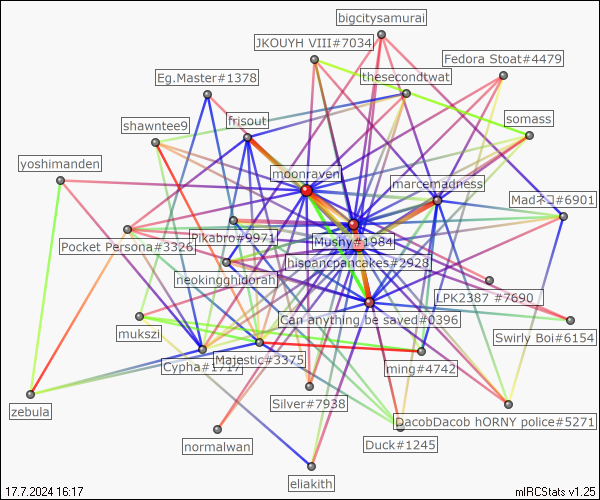 bigcitysamurai
JKOUYH VIII#7034
Fedora Stoat#4479
Eg.Master#1378
thesecondtwat
somass
shawntee9
frisout
yoshimanden
moonraven
marcemadness
Madネコ#6901
Pocket Persona#3326
Pikabro#9971
Mushy#1984
hispancpancakes#2928
neokingghidorah
LPK2387 #7690
Can anything be saved#0396
mukszi
Swirly Boi#6154
Cypha#1717
Majestic#3375
ming#4742
zebula
Silver#7938
DacobDacob hORNY police#5271
normalwan
Duck#1245
eliakith
17.7.2024 16:17
mIRCStats v1.25